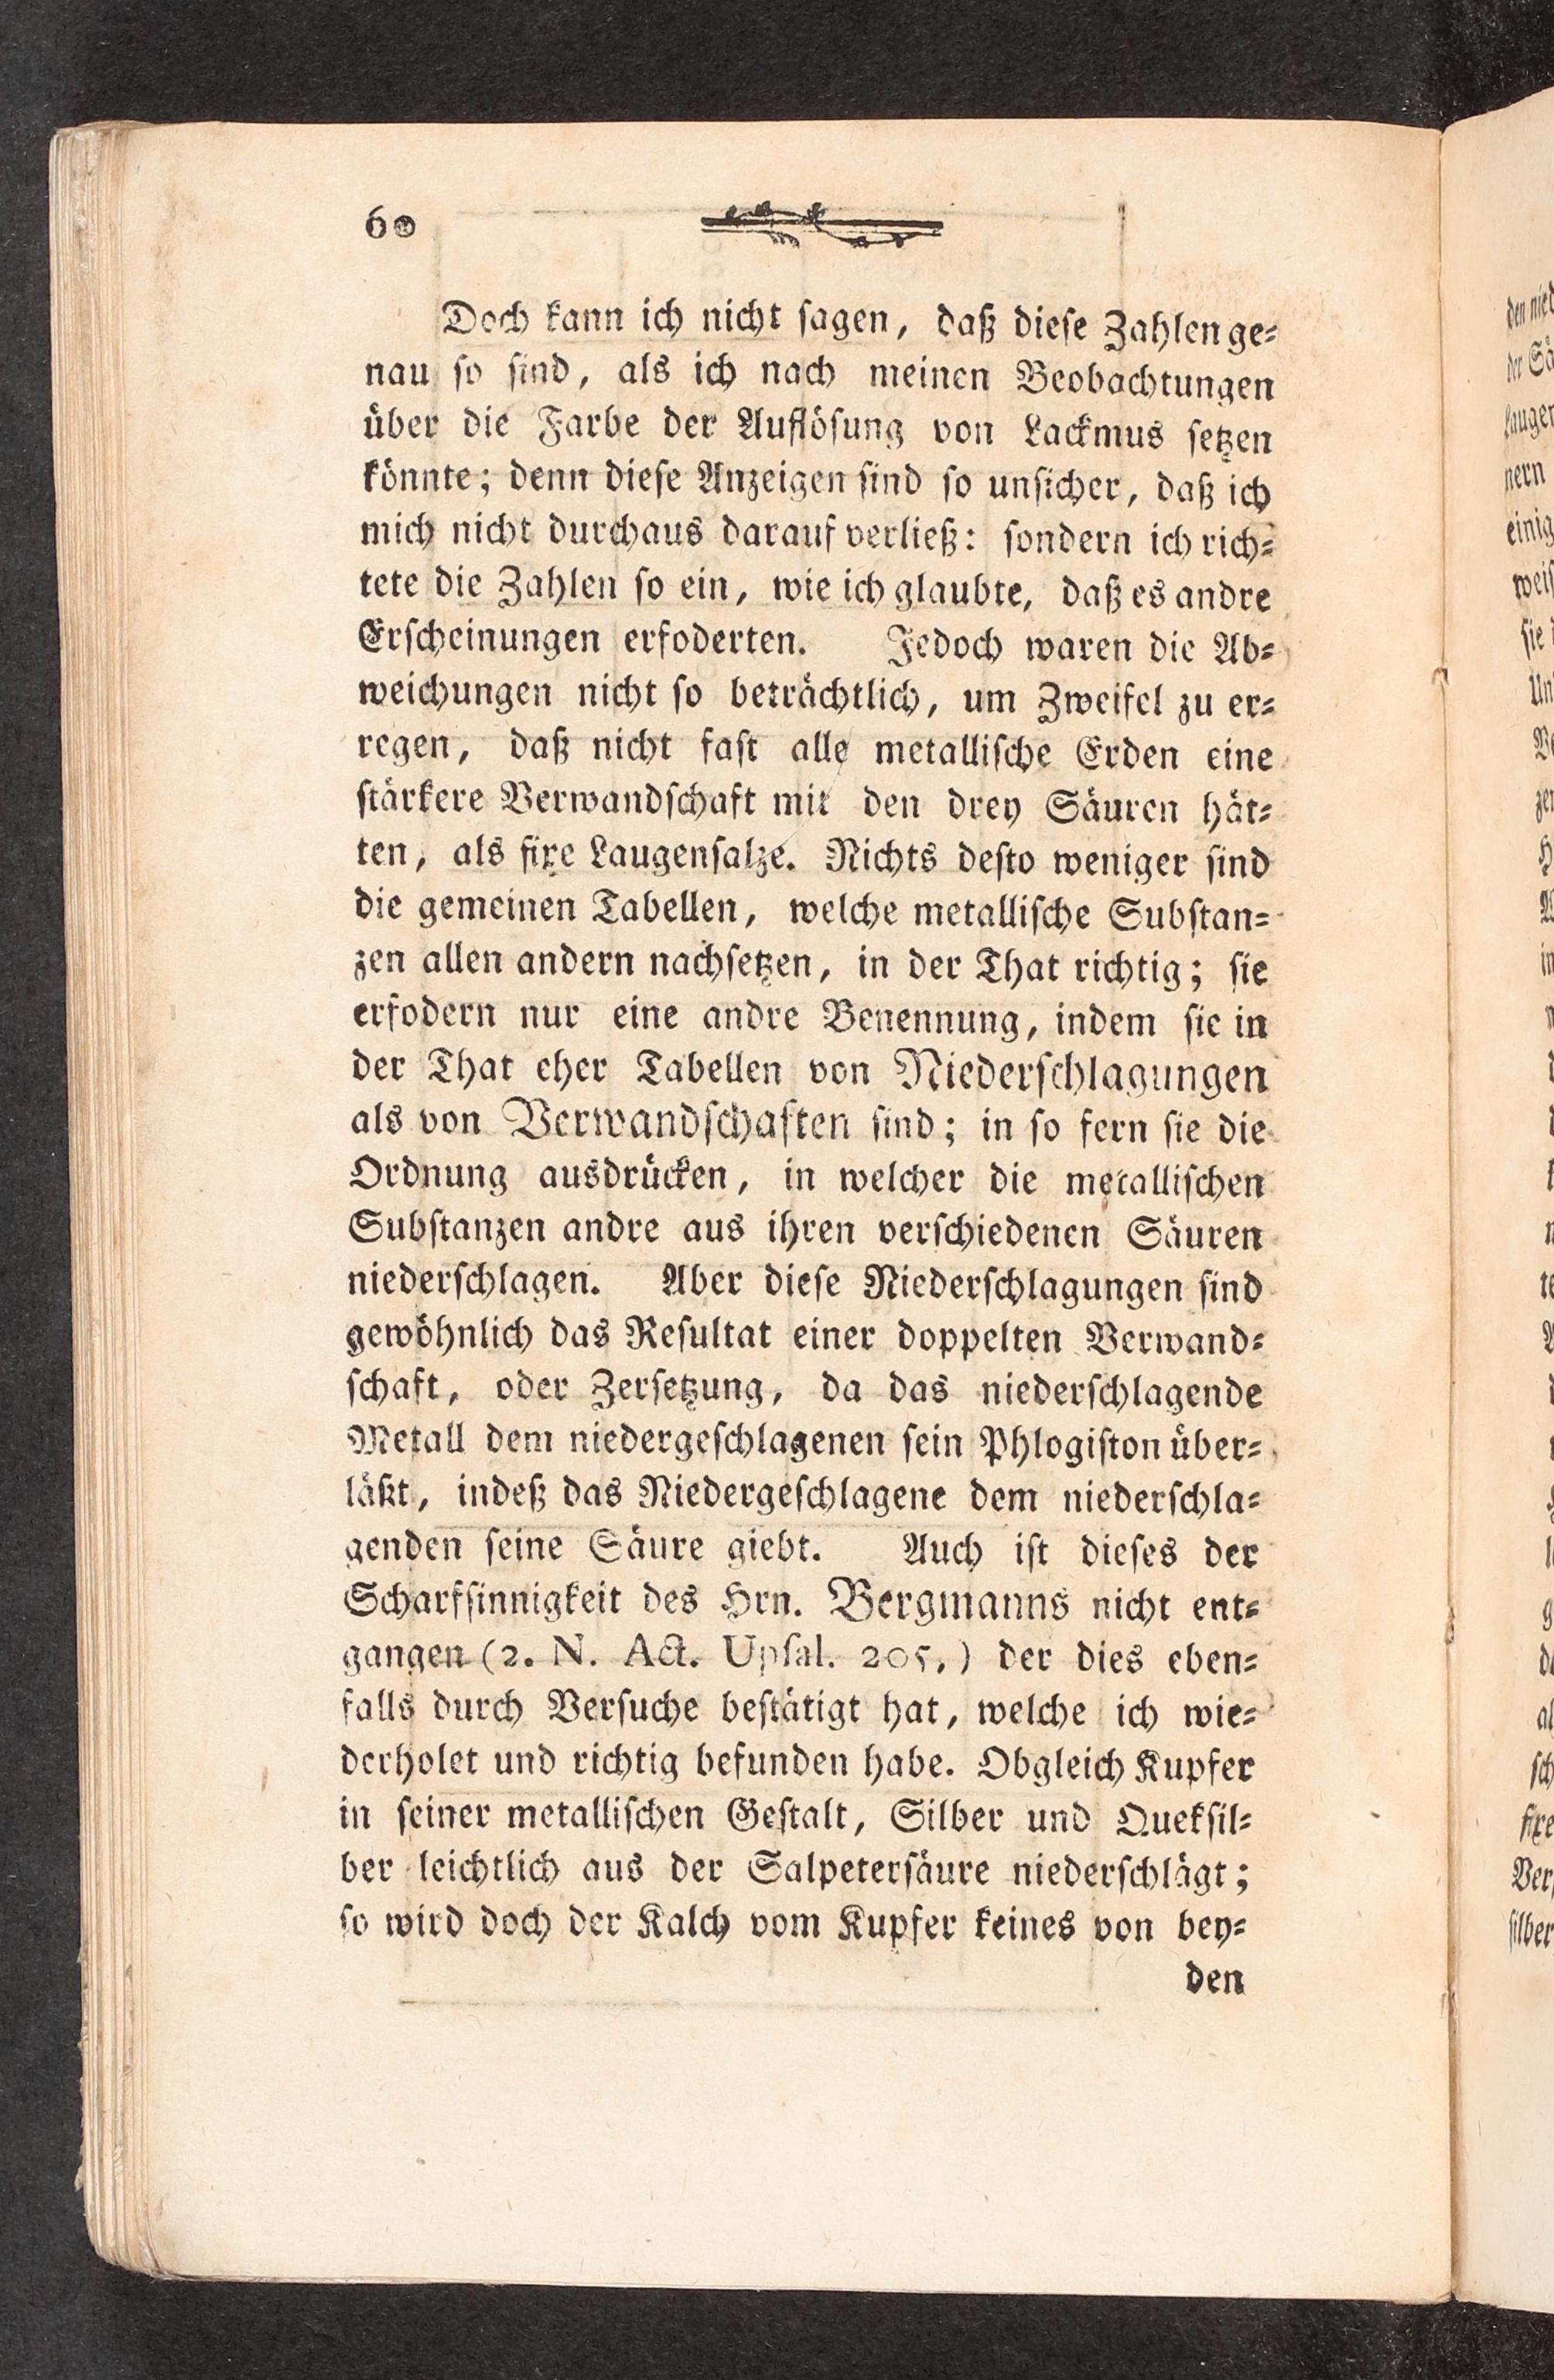 60
Doch kann ich nicht sagen, daß diese Zahlen ge-
nau so sind, als ich nach meinen Beobachtungen
über die Farbe der Auflösung von Lackmus setzen
könnte; denn diese Anzeigen sind so unsicher, daß ich
mich nicht durchaus darauf verließ: sondern ich rich-
tete die Zahlen so ein, wie ich glaubte, daß es andre
Erscheinungen erfoderten. Jedoch waren die Ab-
weichungen nicht so beträchtlich, um Zweifel zu er-
regen, daß nicht fast alle metallische Erden eine
stärkere Verwandschaft mit den drey Säuren hät-
ten, als fixe Laugensalze. Nichts desto weniger sind
die gemeinen Tabellen, welche metallische Substan-
zen allen andern nachsetzen, in der That richtig; sie
erfodern nur eine andre Benennung, indem sie in
der That eher Tabellen von Niederschlagungen
als von Verwandschaften sind; in so fern sie die
Ordnung ausdrücken, in welcher die metallischen
Substanzen andre aus ihren verschiedenen Säuren
niederschlagen. Aber diese Niederschlagungen sind
gewöhnlich das Resultat einer doppelten Verwand-
schaft, oder Zersetzung, da das niederschlagende
Metall dem niedergeschlagenen sein Phlogiston über-
läßt, indeß das Niedergeschlagene dem niederschla-
genden seine Säure giebt. Auch ist dieses der
Scharfsinnigkeit des Hrn. Bergmanns nicht ent-
gangen (2. N. Act. Upsal. 205.) der dies eben-
falls durch Versuche bestätigt hat, welche ich wie-
derholet und richtig befunden habe. Obgleich Kupfer
in seiner metallischen Gestalt, Silber und Queksil-
ber leichtlich aus der Salpetersäure niederschlägt;
so wird doch der Kalch vom Kupfer keines von bey-
den